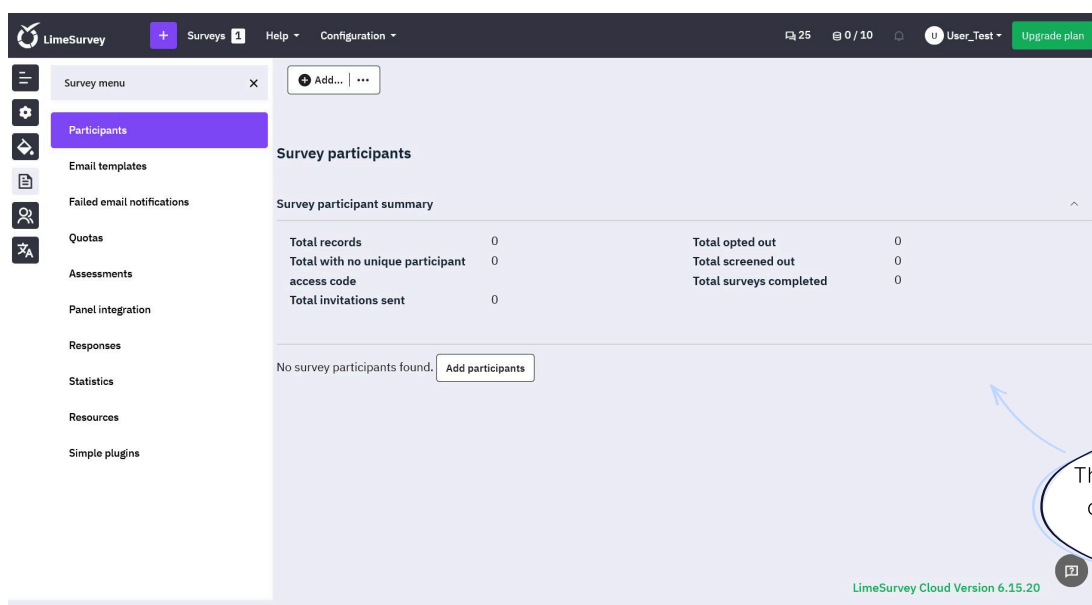 LimeSurvey + Surveys 1 Help Configuration 25 0 / 10 U User_Test Upgrade plan
Survey menu
Add... | ...
Participants
Email templates
Failed email notifications
Quotas
Assessments
Panel integration
Responses
Statistics
Resources
Simple plugins
Survey participants
Survey participant summary
Total records 0
Total with no unique participant access code 0
Total invitations sent 0
Total opted out 0
Total screened out 0
Total surveys completed 0
No survey participants found. Add participants
LimeSurvey Cloud Version 6.15.20